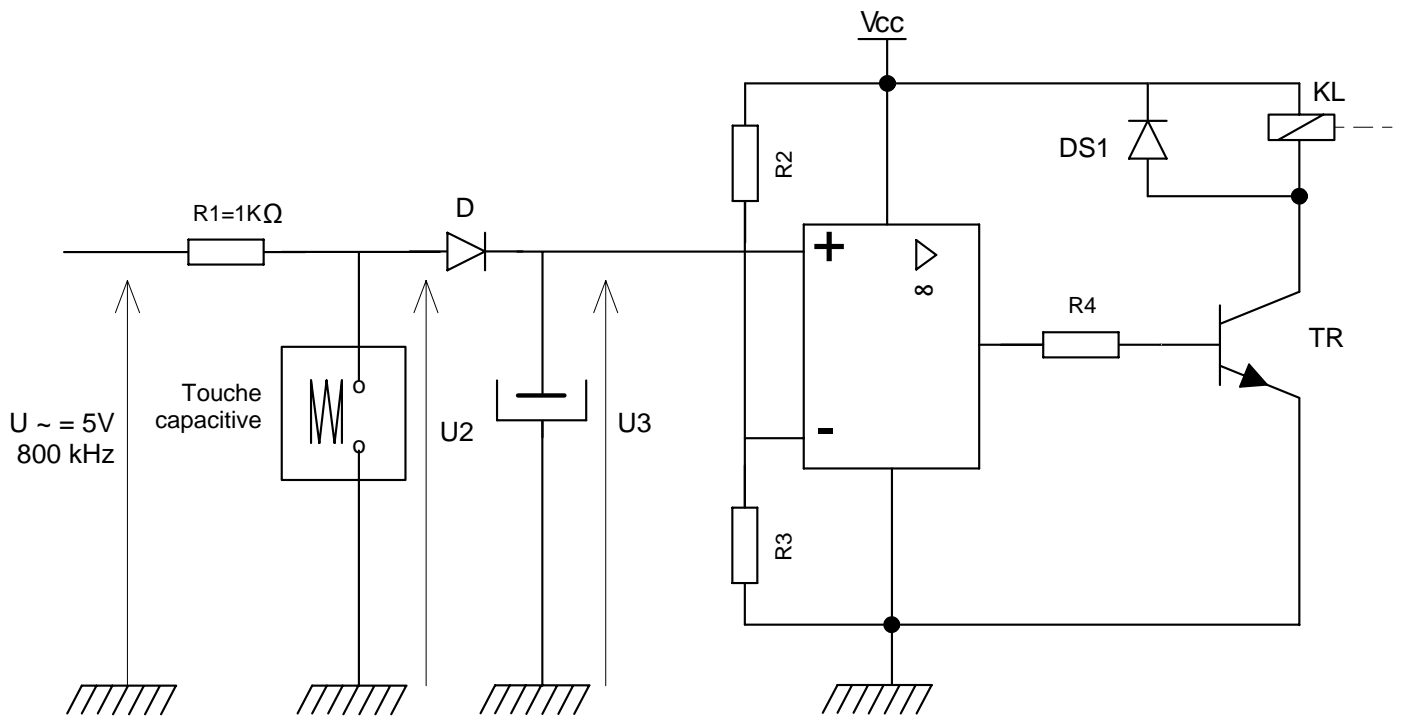 Vcc
KL
DS1
R2
R1=1KΩ
D
+
∞
R4
TR
Touche
capacitive
U ~ = 5V
800 kHz
U2
U3
-
R3